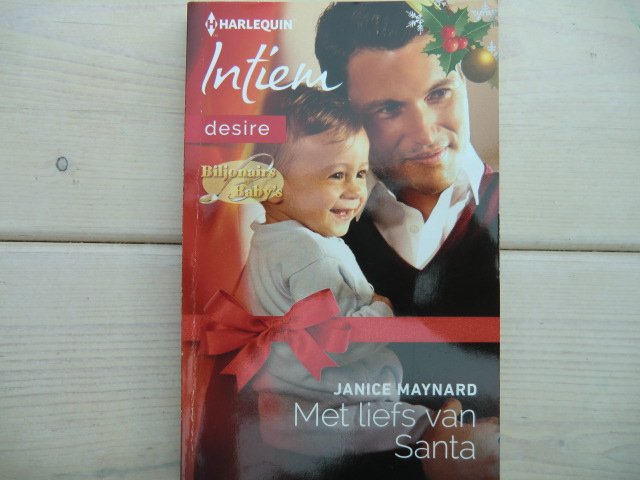 HARLEQUIN
Intiem
desire
Biljonairs
Baby's
JANICE MAYNARD
Met liefs van
Santa